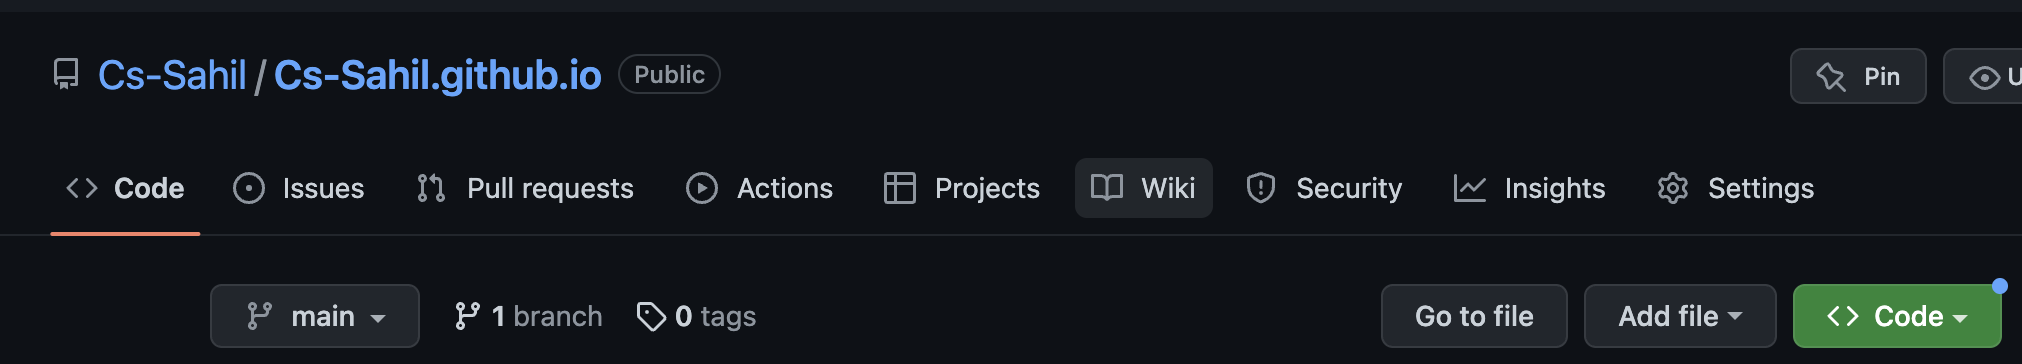 Cs-Sahil / Cs-Sahil.github.io Public Pin
Code Issues Pull requests Actions Projects Wiki Security Insights Settings
main 1 branch 0 tags Go to file Add file Code